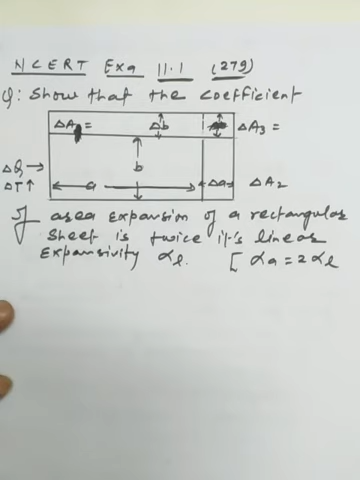 NCERT Exa 11.1 (279)
Q: Show that the coefficient
ΔA1 = Δb ΔA3 =
ΔQ → b
ΔT ↑ a Δa ΔA2
of area expansion of a rectangular
sheet is twice it's linear
Expansivity αl. [ αa = 2αl